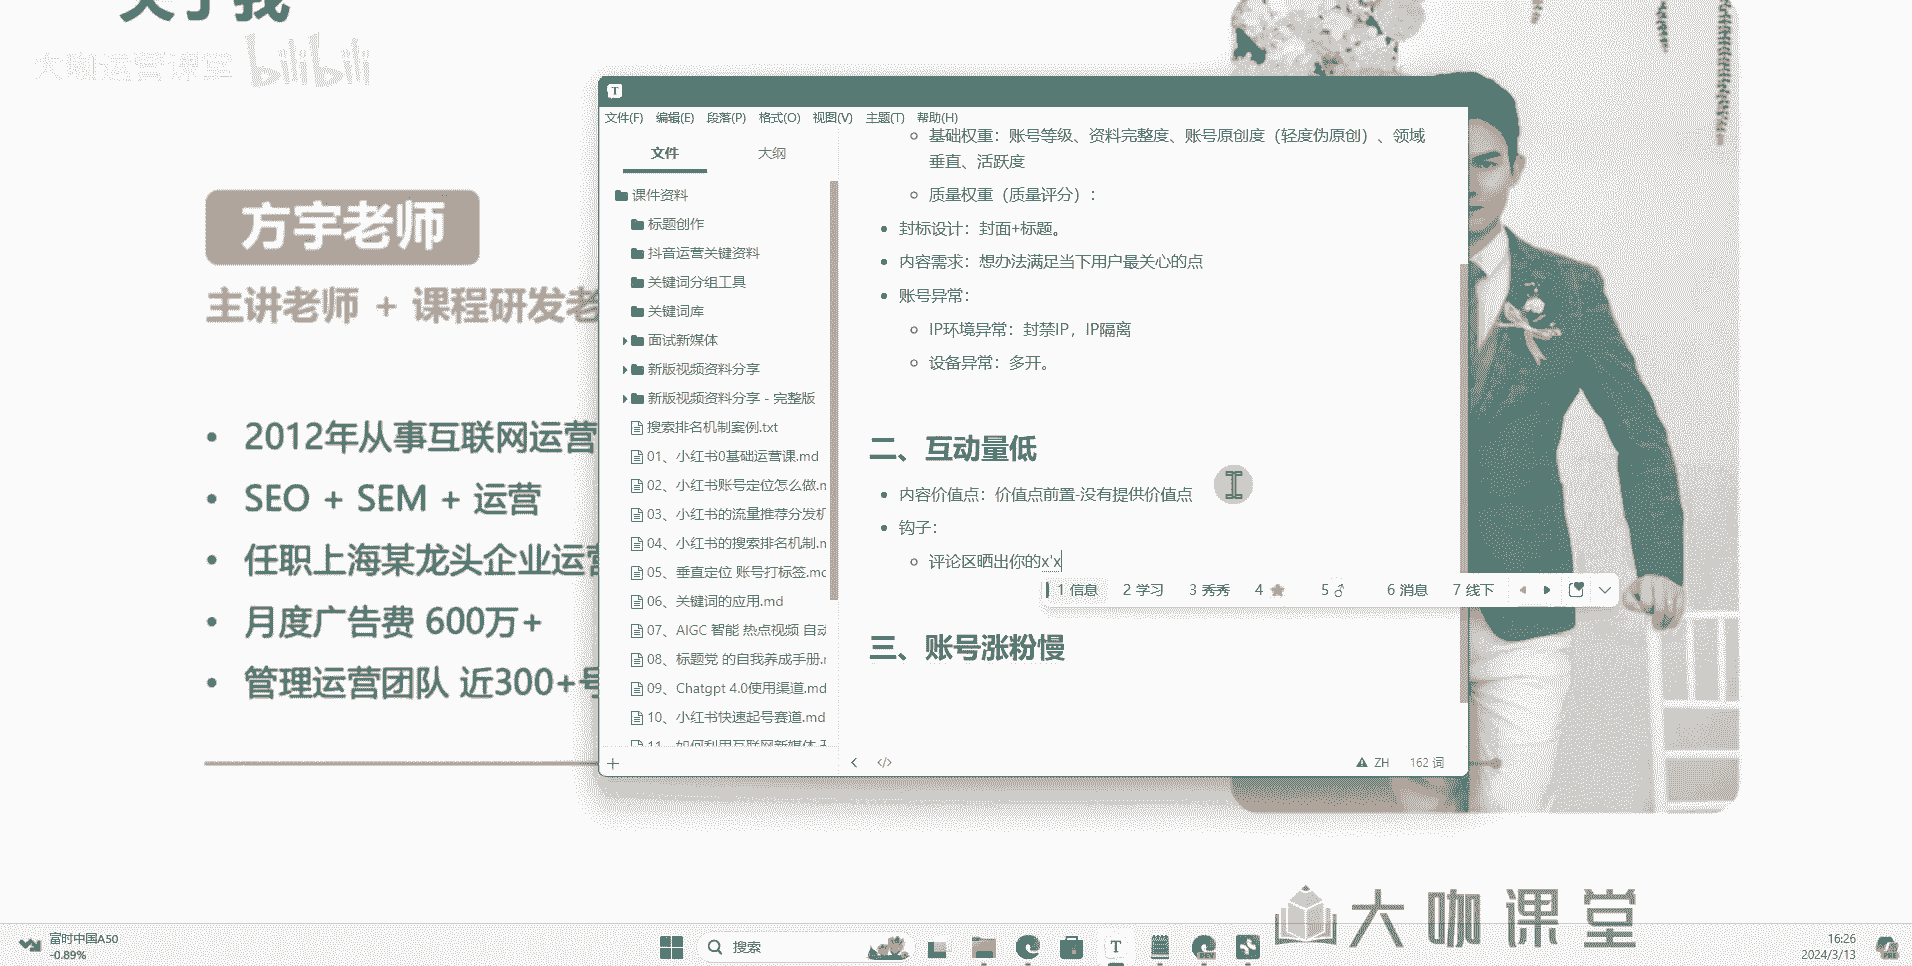 关于我
大咖运营课堂 bilibili
方宇老师
主讲老师 + 课程研发老
2012年从事互联网运营
SEO + SEM + 运营
任职上海某龙头企业运营
月度广告费 600万+
管理运营团队 近300+号
T
文件(F) 编辑(E) 段落(P) 格式(O) 视图(V) 主题(T) 帮助(H)
文件 大纲
课件资料
标题创作
抖音运营关键资料
关键词分组工具
关键词库
面试新媒体
新版视频资料分享
新版视频资料分享 - 完整版
搜索排名机制案例.txt
01、小红书0基础运营课.md
02、小红书账号定位怎么做.m
03、小红书的流量推荐分发机
04、小红书的搜索排名机制.m
05、垂直定位 账号打标签.md
06、关键词的应用.md
07、AIGC 智能 热点视频 自动
08、标题党 的自我养成手册.m
09、Chatgpt 4.0使用渠道.md
10、小红书快速起号赛道.md
11、如何利用互联网新媒体
基础权重：账号等级、资料完整度、账号原创度（轻度伪原创）、领域
垂直、活跃度
质量权重（质量评分）：
封标设计：封面+标题。
内容需求：想办法满足当下用户最关心的点
账号异常：
IP环境异常：封禁IP，IP隔离
设备异常：多开。
二、互动量低
内容价值点：价值点前置-没有提供价值点
钩子：
评论区晒出你的x'x
1 信息 2 学习 3 秀秀 4 5 ♂ 6 消息 7 线下
三、账号涨粉慢
ZH 162 词
大咖课堂
富时中国A50
-0.89%
搜索
T
DEV
16:26
2024/3/13
PRE